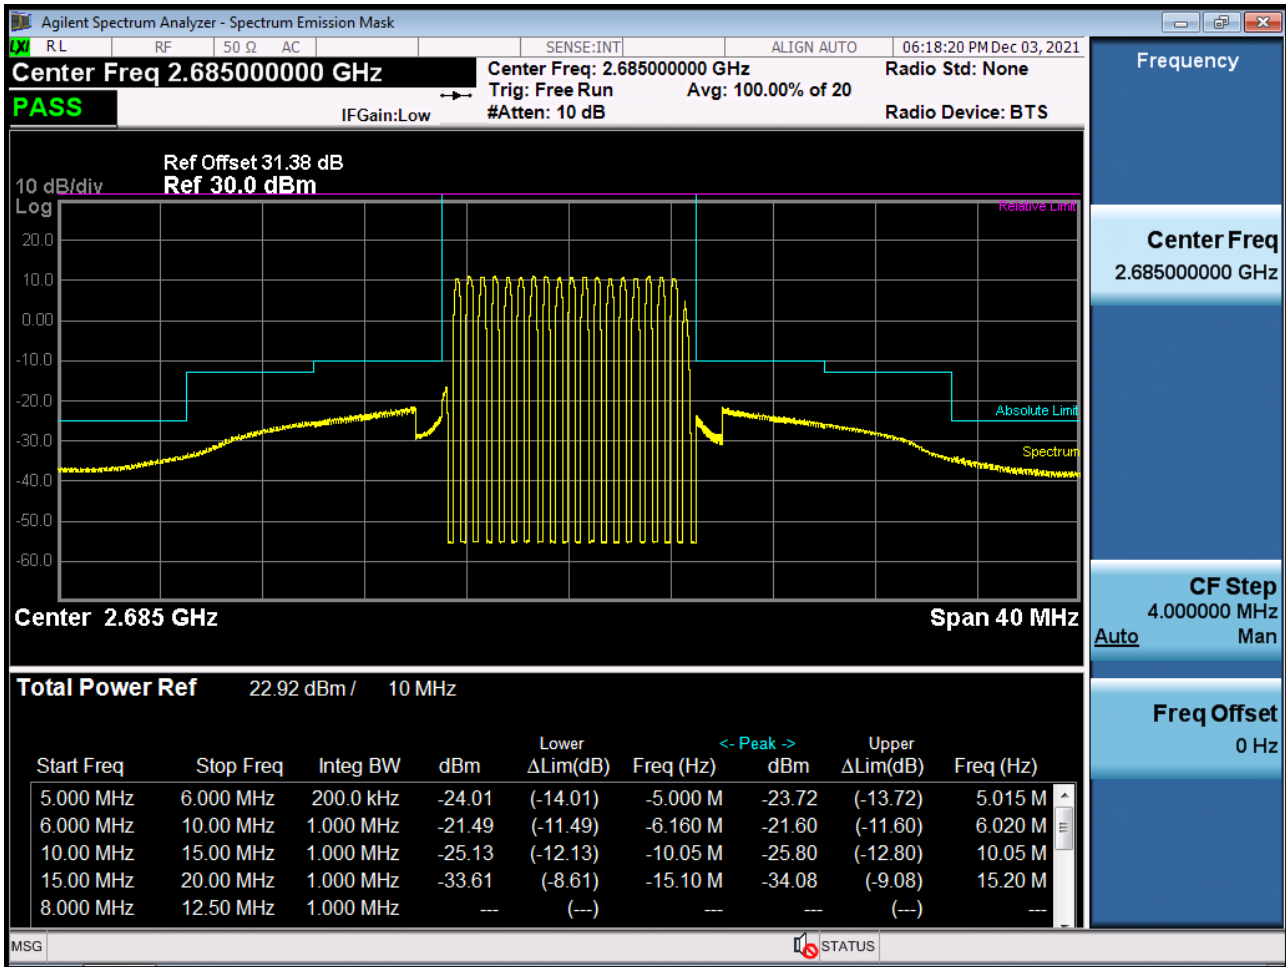 Agilent Spectrum Analyzer - Spectrum Emission Mask
LXI RL RF 50 Ω AC SENSE:INT ALIGN AUTO 06:18:20 PM Dec 03, 2021
Center Freq 2.685000000 GHz
Center Freq: 2.685000000 GHz
Radio Std: None
Trig: Free Run
Avg: 100.00% of 20
PASS
IFGain:Low
#Atten: 10 dB
Radio Device: BTS
Ref Offset 31.38 dB
10 dB/div
Ref 30.0 dBm
Log
Relative Limit
20.0
10.0
0.00
-10.0
-20.0
Absolute Limit
-30.0
Spectrum
-40.0
-50.0
-60.0
Center 2.685 GHz
Span 40 MHz
Total Power Ref 22.92 dBm / 10 MHz
Lower <- Peak -> Upper
Start Freq Stop Freq Integ BW dBm ΔLim(dB) Freq (Hz) dBm ΔLim(dB) Freq (Hz)
5.000 MHz 6.000 MHz 200.0 kHz -24.01 (-14.01) -5.000 M -23.72 (-13.72) 5.015 M
6.000 MHz 10.00 MHz 1.000 MHz -21.49 (-11.49) -6.160 M -21.60 (-11.60) 6.020 M
10.00 MHz 15.00 MHz 1.000 MHz -25.13 (-12.13) -10.05 M -25.80 (-12.80) 10.05 M
15.00 MHz 20.00 MHz 1.000 MHz -33.61 (-8.61) -15.10 M -34.08 (-9.08) 15.20 M
8.000 MHz 12.50 MHz 1.000 MHz --- (---) --- --- (---) ---
MSG
STATUS
Frequency
Center Freq
2.685000000 GHz
CF Step
4.000000 MHz
Auto Man
Freq Offset
0 Hz